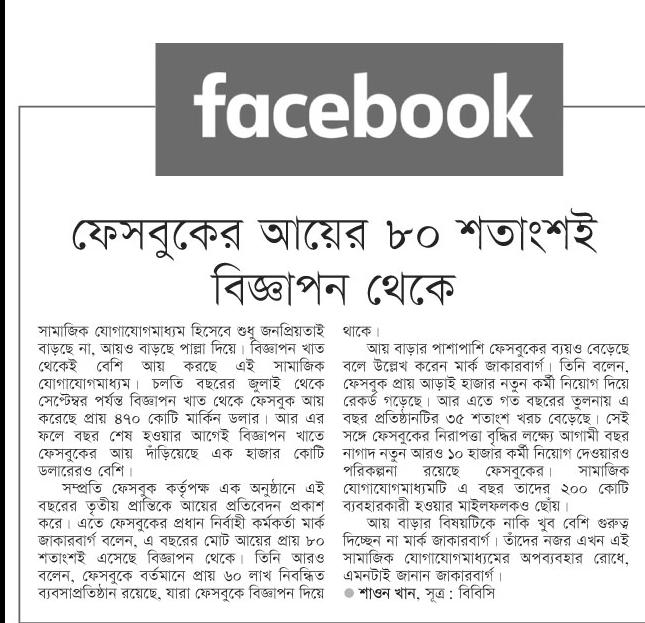 facebook
ফেসবুকের আয়ের ৮০ শতাংশই
বিজ্ঞাপন থেকে
সামাজিক যোগাযোগমাধ্যম হিসেবে শুধু জনপ্রিয়তাই
বাড়ছে না, আয়ও বাড়ছে পাল্লা দিয়ে। বিজ্ঞাপন খাত
থেকেই বেশি আয় করছে এই সামাজিক
যোগাযোগমাধ্যম। চলতি বছরের জুলাই থেকে
সেপ্টেম্বর পর্যন্ত বিজ্ঞাপন খাত থেকে ফেসবুক আয়
করেছে প্রায় ৪৭০ কোটি মার্কিন ডলার। আর এর
ফলে বছর শেষ হওয়ার আগেই বিজ্ঞাপন খাতে
ফেসবুকের আয় দাঁড়িয়েছে এক হাজার কোটি
ডলারেরও বেশি।
সম্প্রতি ফেসবুক কর্তৃপক্ষ এক অনুষ্ঠানে এই
বছরের তৃতীয় প্রান্তিকে আয়ের প্রতিবেদন প্রকাশ
করে। এতে ফেসবুকের প্রধান নির্বাহী কর্মকর্তা মার্ক
জাকারবার্গ বলেন, এ বছরের মোট আয়ের প্রায় ৮০
শতাংশই এসেছে বিজ্ঞাপন থেকে। তিনি আরও
বলেন, ফেসবুকে বর্তমানে প্রায় ৬০ লাখ নিবন্ধিত
ব্যবসাপ্রতিষ্ঠান রয়েছে, যারা ফেসবুকে বিজ্ঞাপন দিয়ে
থাকে।
আয় বাড়ার পাশাপাশি ফেসবুকের ব্যয়ও বেড়েছে
বলে উল্লেখ করেন মার্ক জাকারবার্গ। তিনি বলেন,
ফেসবুক প্রায় আড়াই হাজার নতুন কর্মী নিয়োগ দিয়ে
রেকর্ড গড়েছে। আর এতে গত বছরের তুলনায় এ
বছর প্রতিষ্ঠানটির ৩৫ শতাংশ খরচ বেড়েছে। সেই
সঙ্গে ফেসবুকের নিরাপত্তা বৃদ্ধির লক্ষ্যে আগামী বছর
নাগাদ নতুন আরও ১০ হাজার কর্মী নিয়োগ দেওয়ারও
পরিকল্পনা রয়েছে ফেসবুকের। সামাজিক
যোগাযোগমাধ্যমটি এ বছর তাদের ২০০ কোটি
ব্যবহারকারী হওয়ার মাইলফলকও ছোঁয়।
আয় বাড়ার বিষয়টিকে নাকি খুব বেশি গুরুত্ব
দিচ্ছেন না মার্ক জাকারবার্গ। তাঁদের নজর এখন এই
সামাজিক যোগাযোগমাধ্যমের অপব্যবহার রোধে,
এমনটাই জানান জাকারবার্গ।
● শাওন খান, সূত্র : বিবিসি